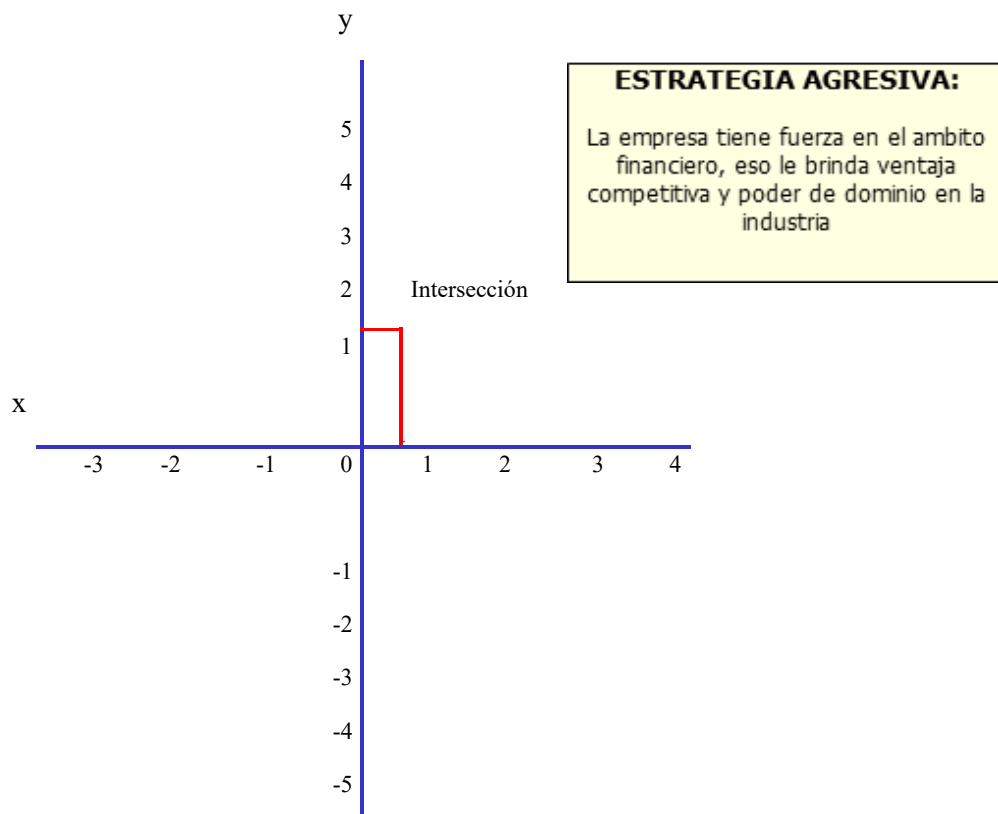 y
ESTRATEGIA AGRESIVA:
La empresa tiene fuerza en el ambito
financiero, eso le brinda ventaja
competitiva y poder de dominio en la
industria
5
4
3
2
Intersección
1
x
-3 -2 -1 0 1 2 3 4
-1
-2
-3
-4
-5